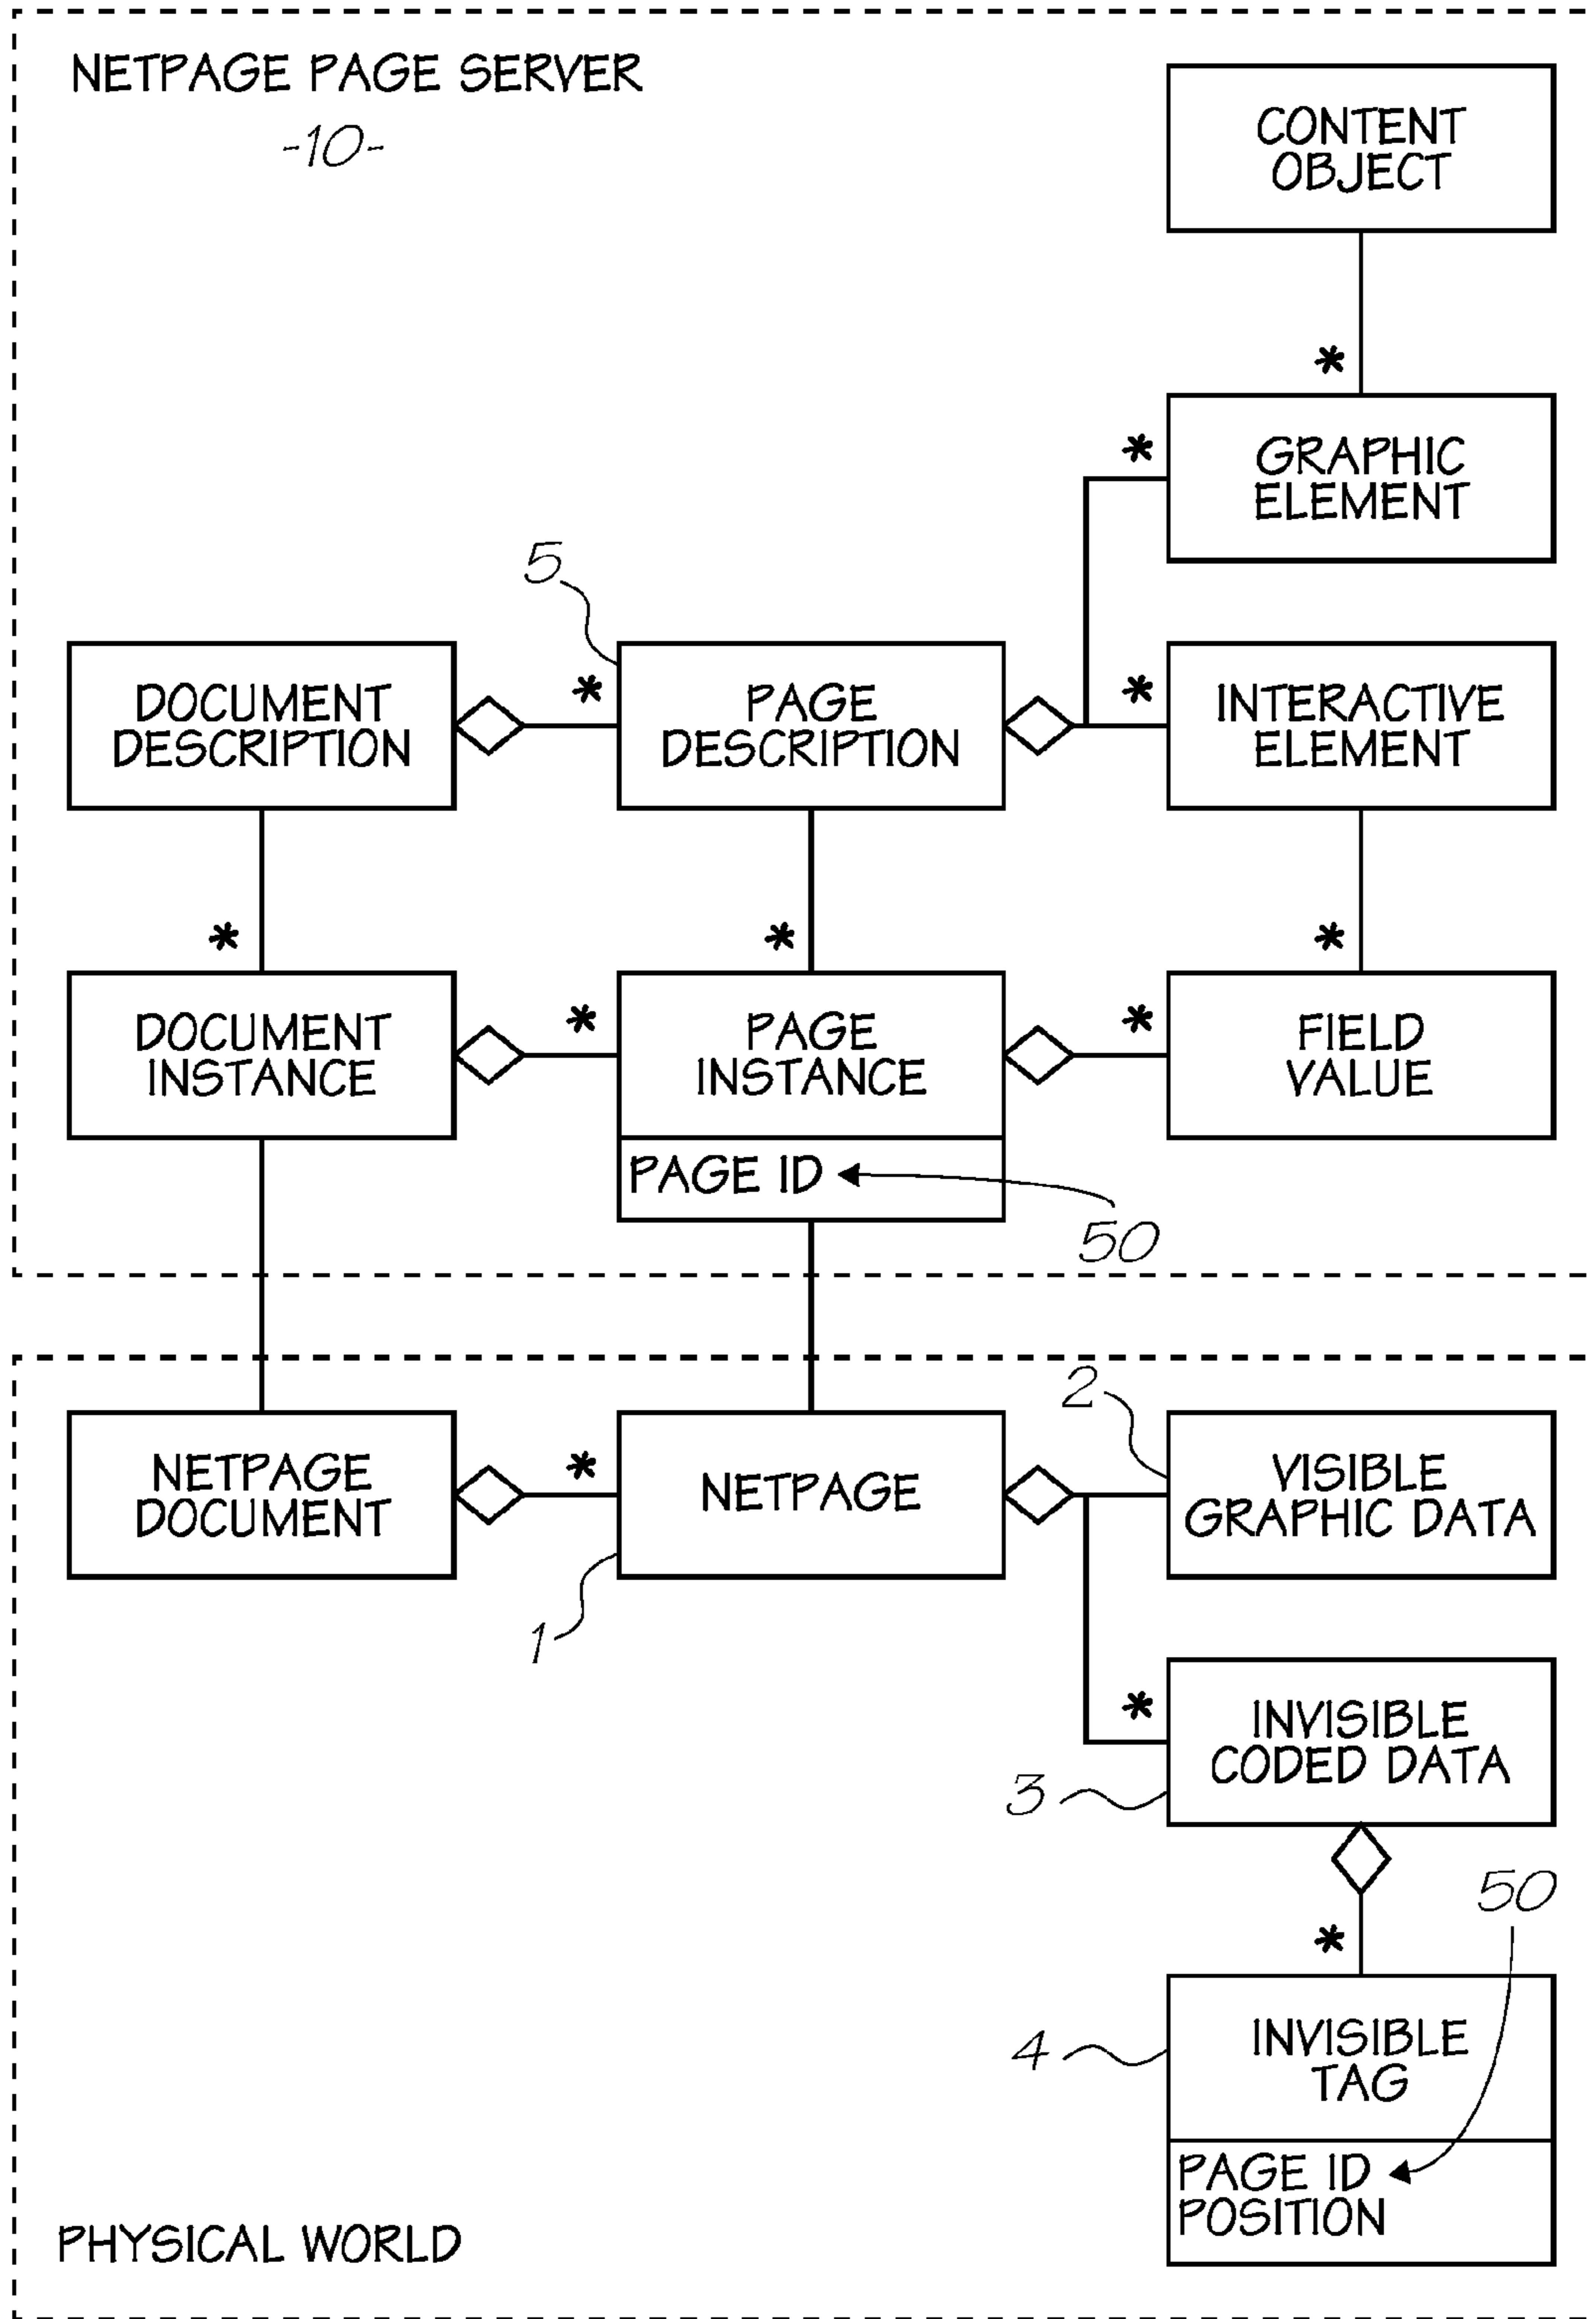 NETPAGE PAGE SERVER
-10-
CONTENT
OBJECT
*
*
GRAPHIC
ELEMENT
5
DOCUMENT
DESCRIPTION
*
PAGE
DESCRIPTION
*
INTERACTIVE
ELEMENT
*
*
*
DOCUMENT
INSTANCE
*
PAGE
INSTANCE
*
FIELD
VALUE
PAGE ID
50
2
NETPAGE
DOCUMENT
*
NETPAGE
VISIBLE
GRAPHIC DATA
1
*
INVISIBLE
CODED DATA
3
50
*
4
INVISIBLE
TAG
PAGE ID
POSITION
PHYSICAL WORLD